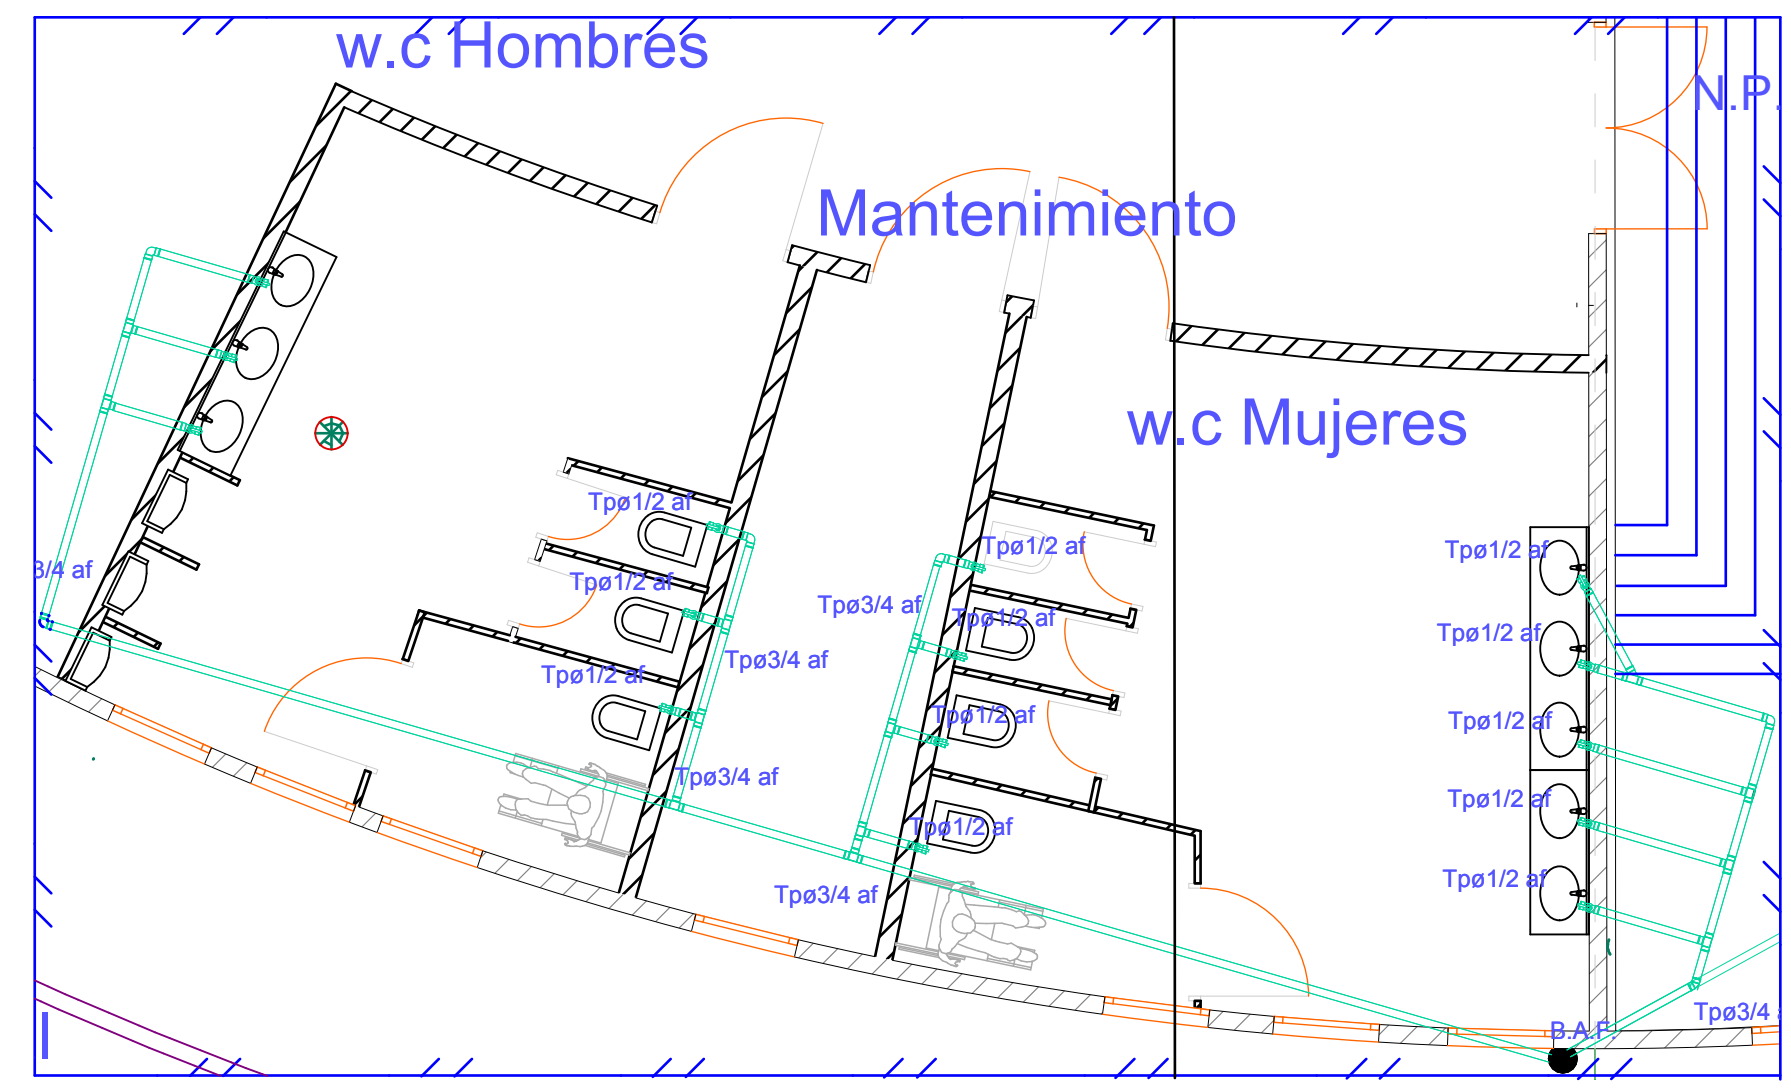 w.c Hombres
N.P.
Mantenimiento
w.c Mujeres
Tpø1/2 af
Tpø1/2 af
Tpø1/2 af
3/4 af
Tpø1/2 af
Tpø3/4 af
Tpø1/2 af
Tpø1/2 af
Tpø3/4 af
Tpø1/2 af
Tpø1/2 af
Tpø1/2 af
Tpø3/4 af
Tpø1/2 af
Tpø1/2 af
Tpø1/2 af
Tpø3/4 af
Tpø3/4
B.A.F.